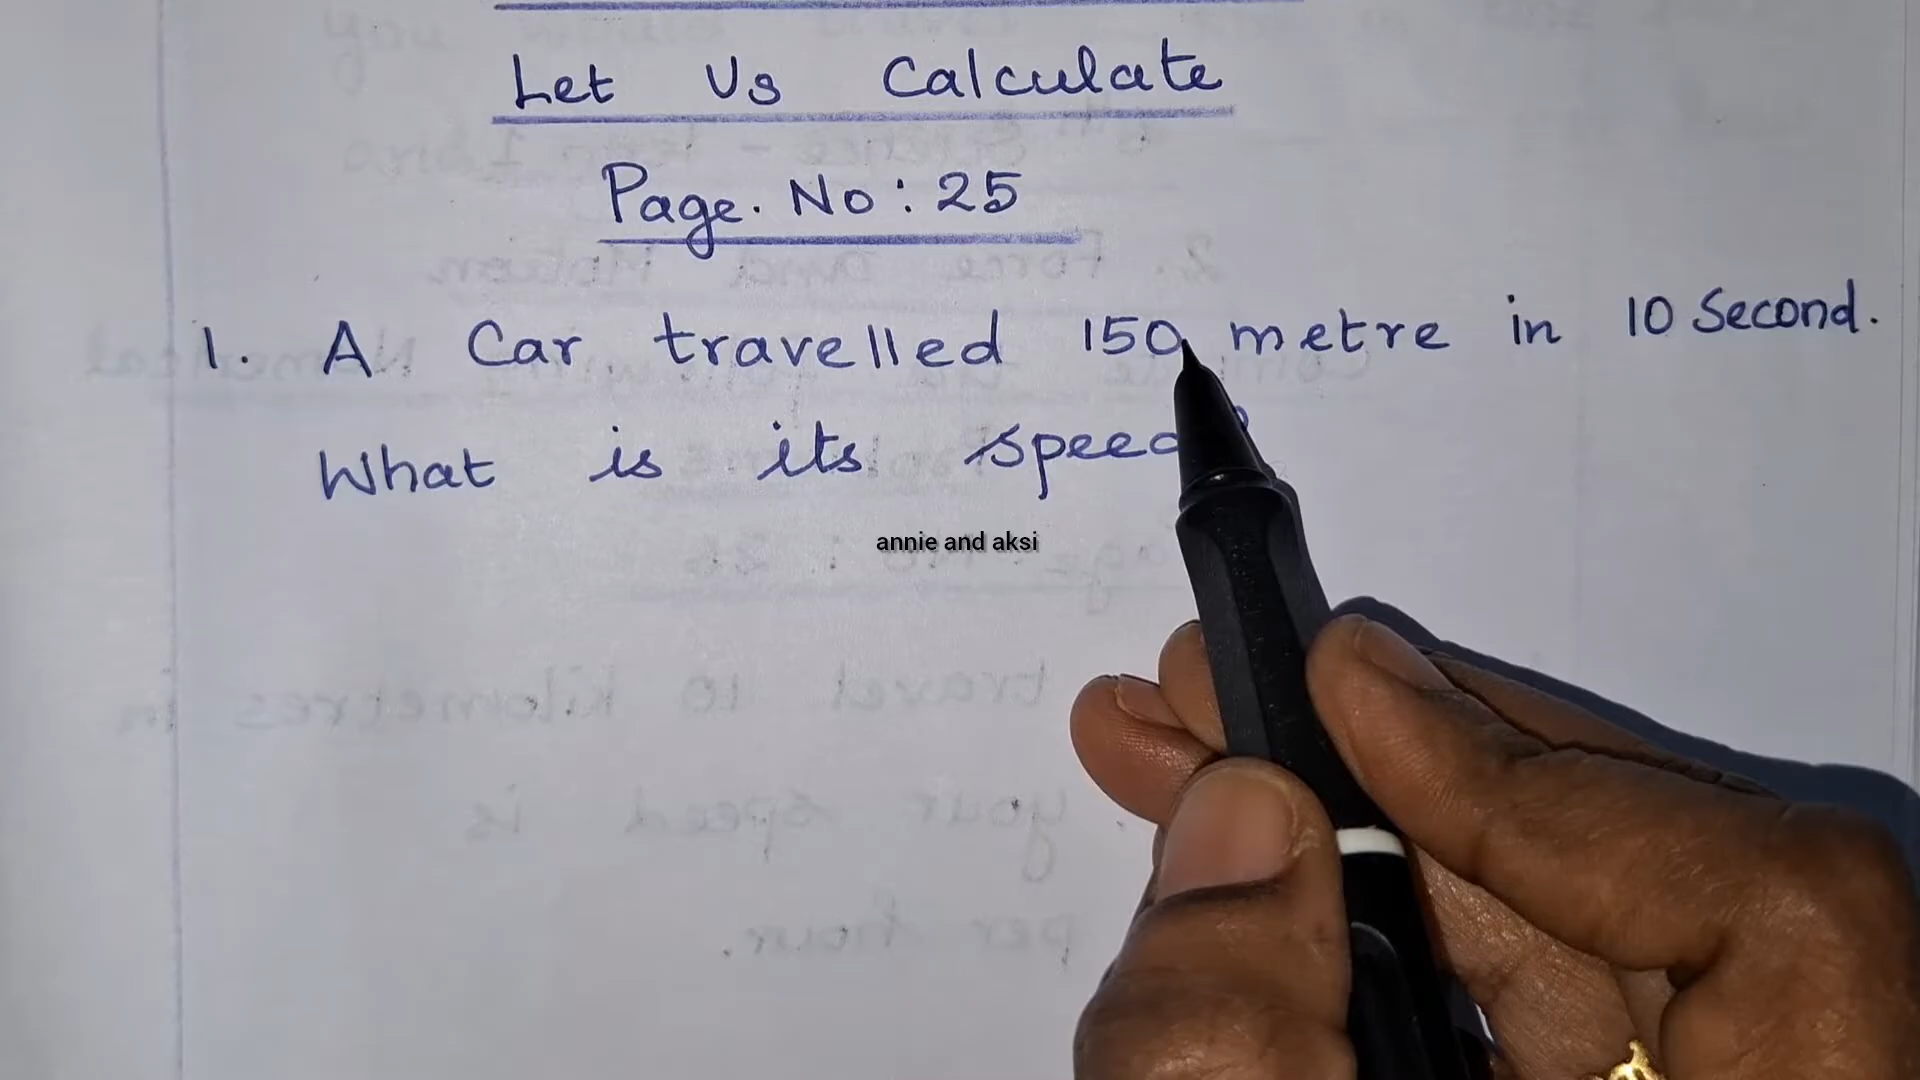 Let Us Calculate
Page. No: 25
1. A Car travelled 150 metre in 10 Second.
What is its speed?
annie and aksi